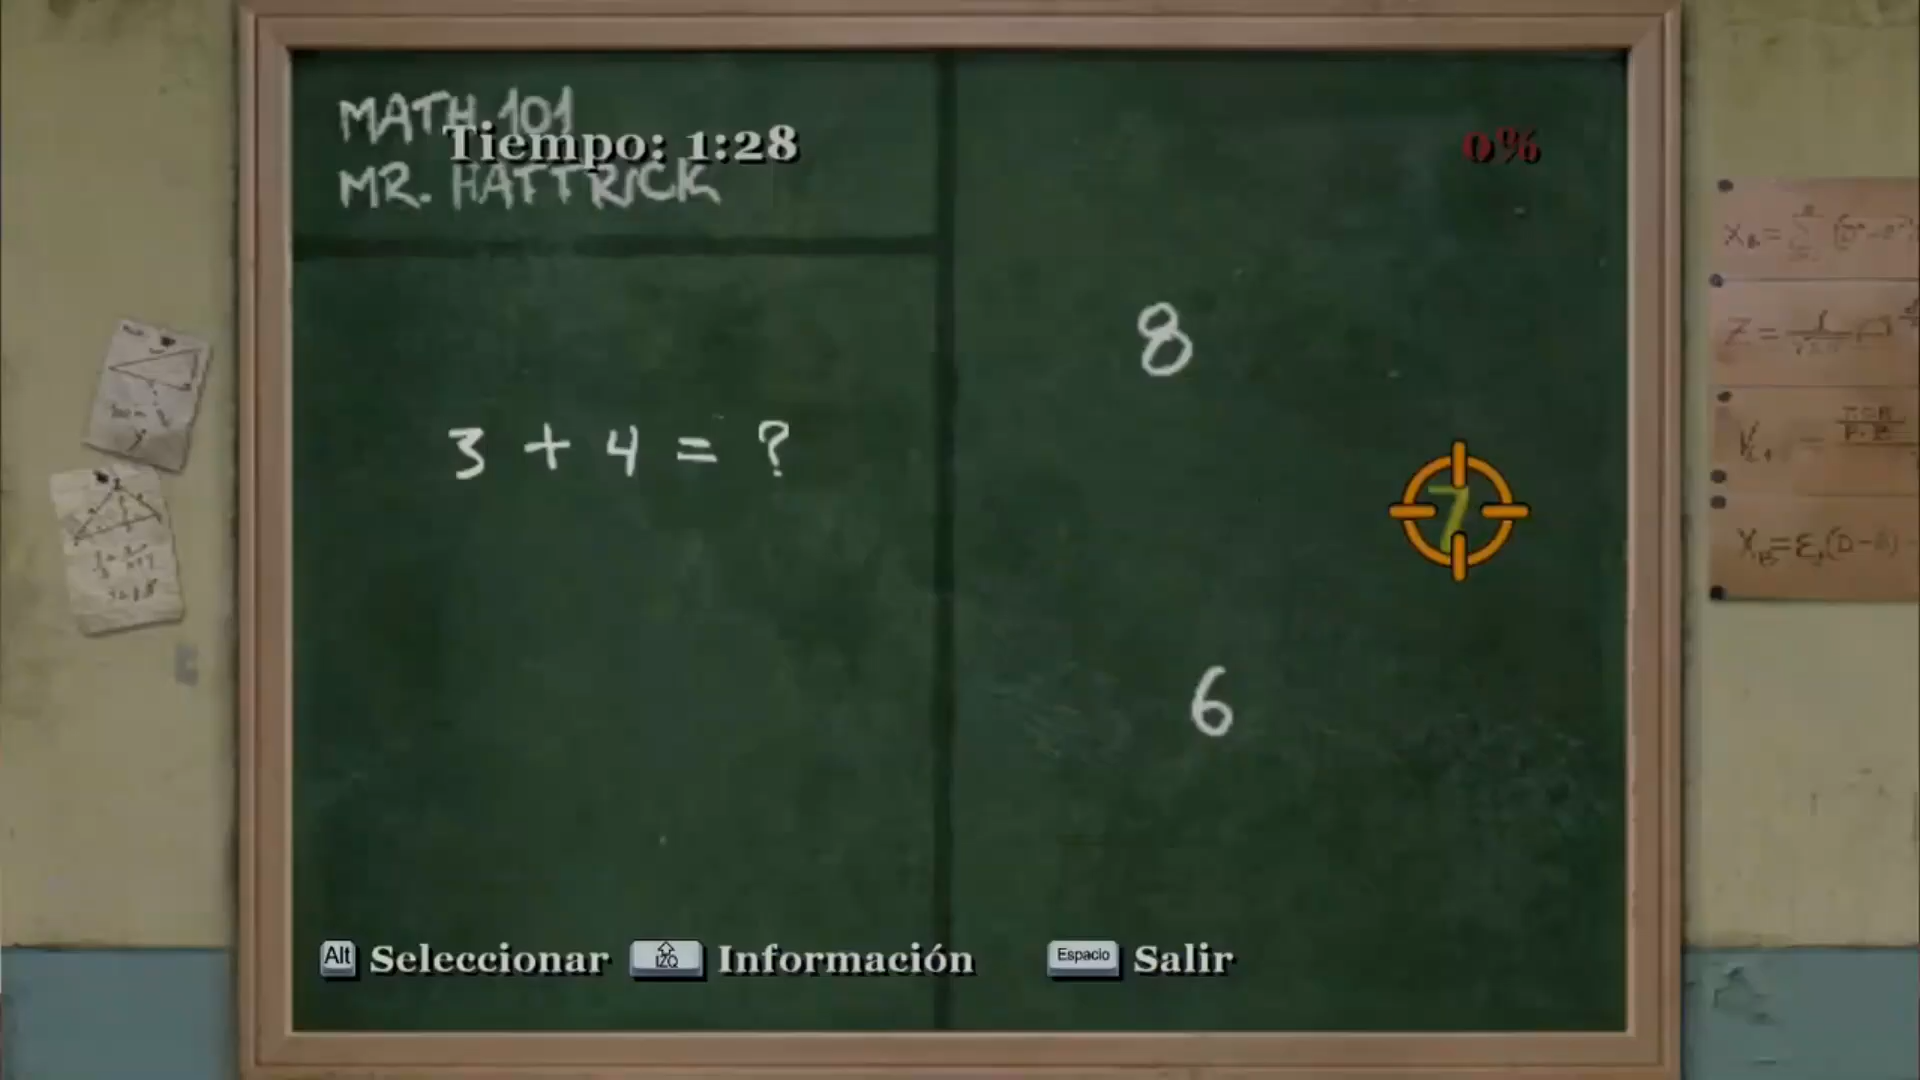 MATH 101
Tiempo: 1:28
0%
MR. HATTRICK
3 + 4 = ?
8
7
6
Alt Seleccionar
IZQ Información
Espacio Salir